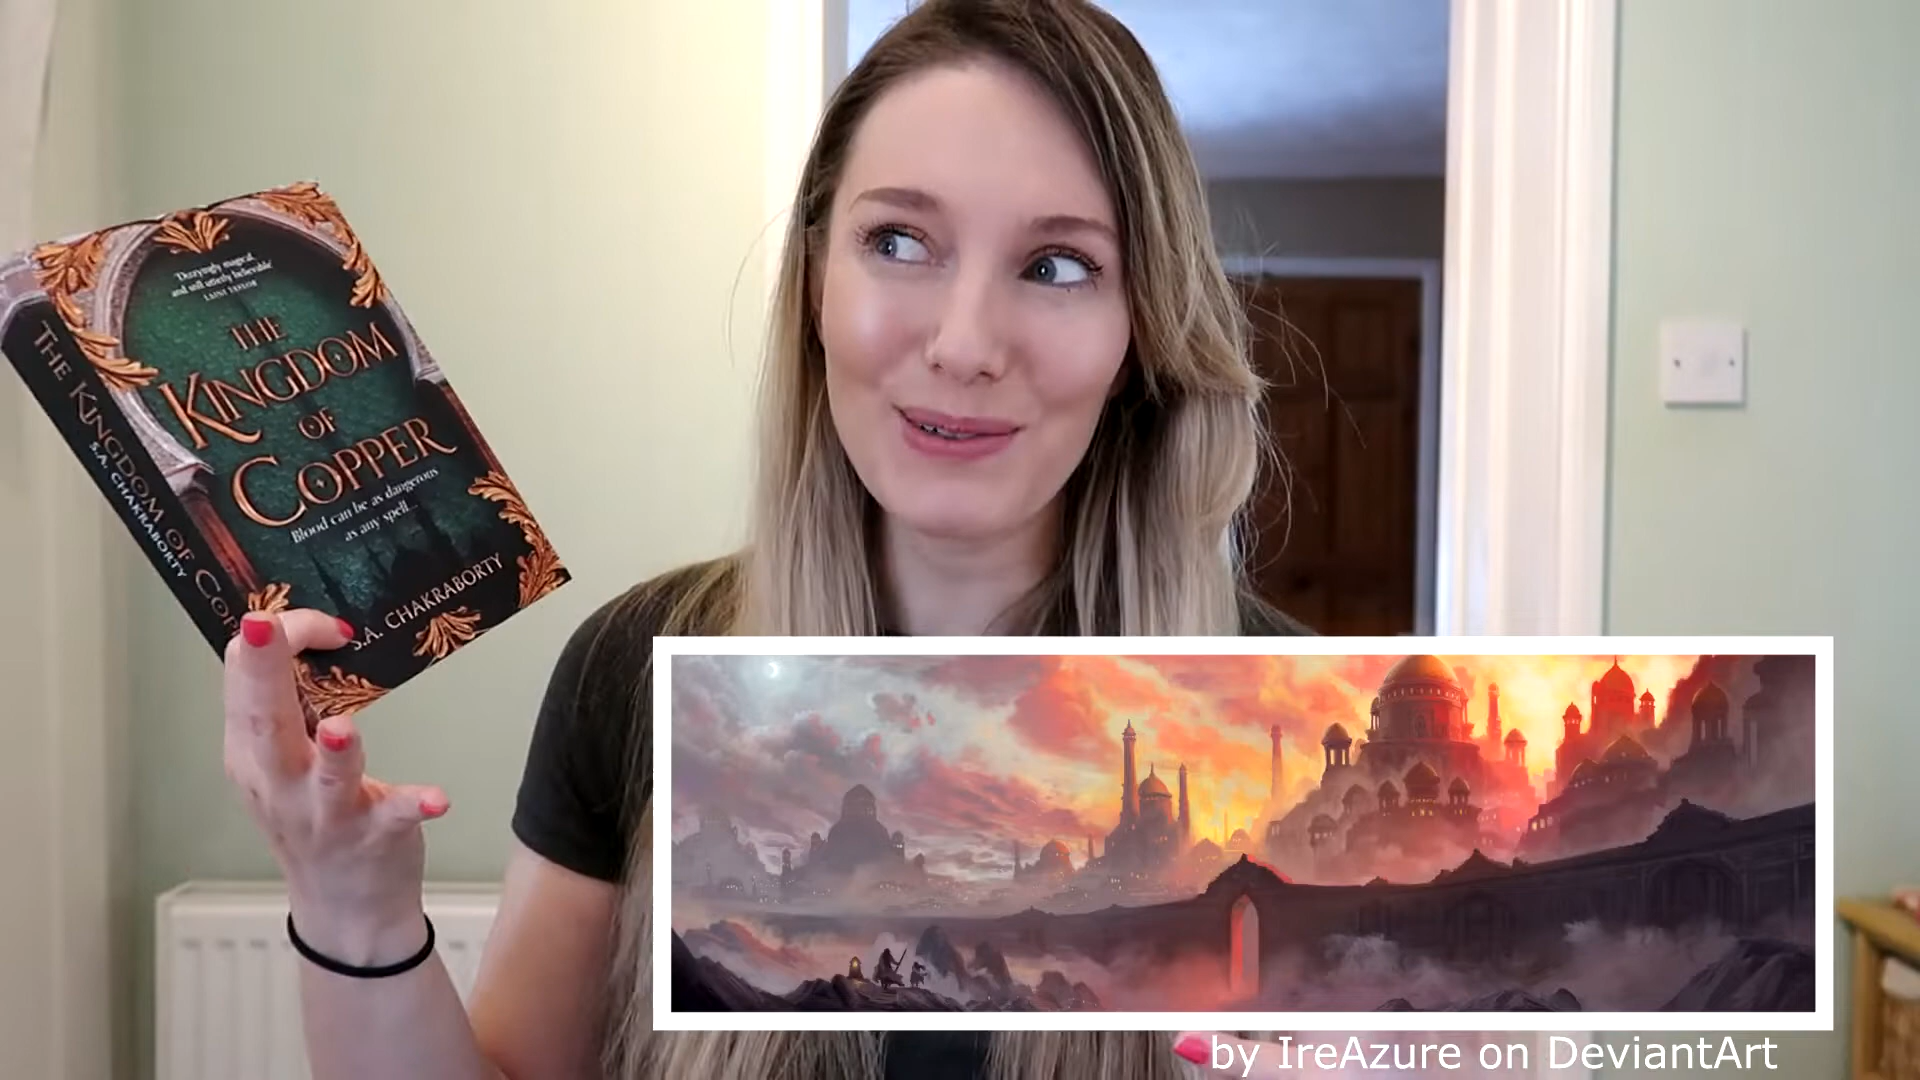 'Dizzyingly magical,
and still utterly believable'
LAINI TAYLOR
THE
KINGDOM
OF
COPPER
Blood can be as dangerous
as any spell...
S.A. CHAKRABORTY
THE KINGDOM OF COPP
S.A. CHAKRABORTY
by IreAzure on DeviantArt